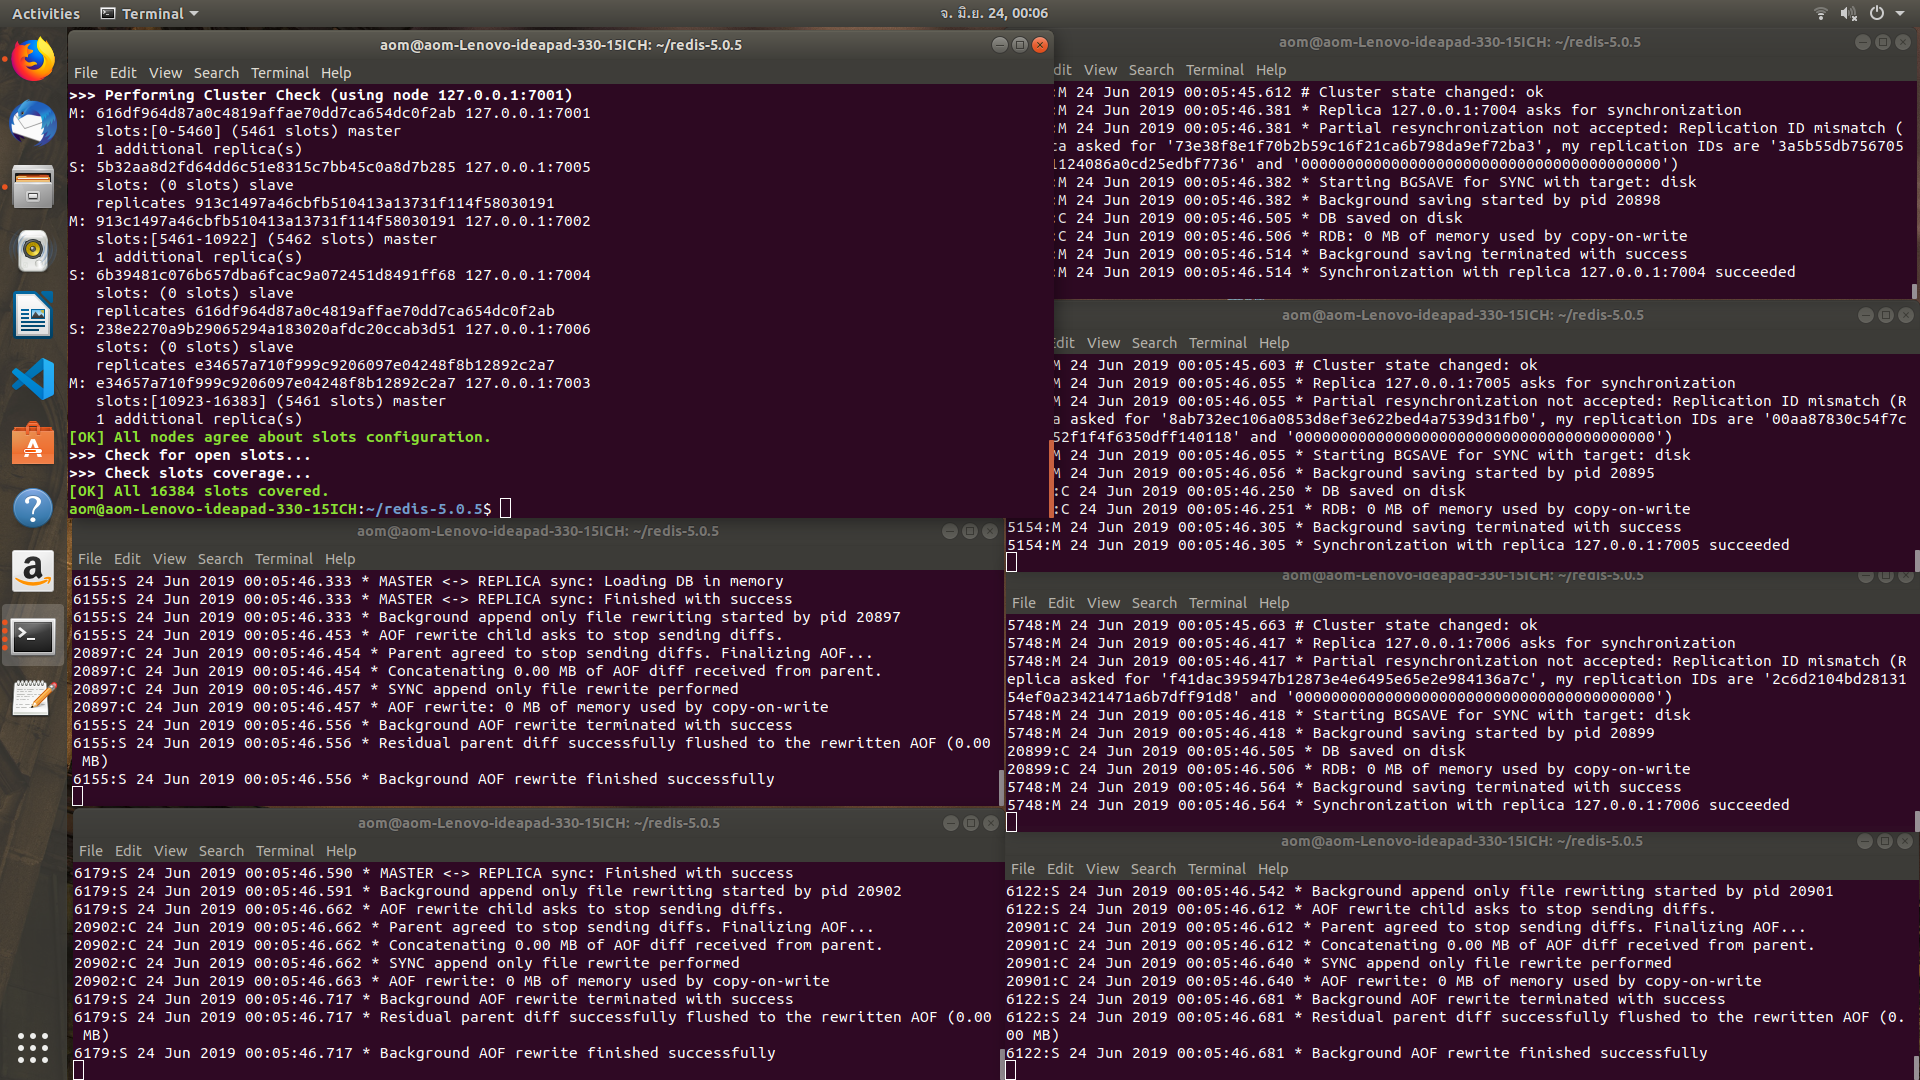 Activities
Terminal
จ. มิ.ย. 24, 00:06
aom@aom-Lenovo-ideapad-330-15ICH: ~/redis-5.0.5
File Edit View Search Terminal Help
>>> Performing Cluster Check (using node 127.0.0.1:7001)
M: 616df964d87a0c4819affae70dd7ca654dc0f2ab 127.0.0.1:7001
slots:[0-5460] (5461 slots) master
1 additional replica(s)
S: 5b32aa8d2fd64dd6c51e8315c7bb45c0a8d7b285 127.0.0.1:7005
slots: (0 slots) slave
replicates 913c1497a46cbfb510413a13731f114f58030191
M: 913c1497a46cbfb510413a13731f114f58030191 127.0.0.1:7002
slots:[5461-10922] (5462 slots) master
1 additional replica(s)
S: 6b39481c076b657dba6fcac9a072451d8491ff68 127.0.0.1:7004
slots: (0 slots) slave
replicates 616df964d87a0c4819affae70dd7ca654dc0f2ab
S: 238e2270a9b29065294a183020afdc20ccab3d51 127.0.0.1:7006
slots: (0 slots) slave
replicates e34657a710f999c9206097e04248f8b12892c2a7
M: e34657a710f999c9206097e04248f8b12892c2a7 127.0.0.1:7003
slots:[10923-16383] (5461 slots) master
1 additional replica(s)
[OK] All nodes agree about slots configuration.
>>> Check for open slots...
>>> Check slots coverage...
[OK] All 16384 slots covered.
aom@aom-Lenovo-ideapad-330-15ICH:~/redis-5.0.5$
aom@aom-Lenovo-ideapad-330-15ICH: ~/redis-5.0.5
dit View Search Terminal Help
:M 24 Jun 2019 00:05:45.612 # Cluster state changed: ok
:M 24 Jun 2019 00:05:46.381 * Replica 127.0.0.1:7004 asks for synchronization
:M 24 Jun 2019 00:05:46.381 * Partial resynchronization not accepted: Replication ID mismatch (
ca asked for '73e38f8e1f70b2b59c16f21ca6b798da9ef72ba3', my replication IDs are '3a5b55db756705
1124086a0cd25edbf7736' and '0000000000000000000000000000000000000000')
:M 24 Jun 2019 00:05:46.382 * Starting BGSAVE for SYNC with target: disk
:M 24 Jun 2019 00:05:46.382 * Background saving started by pid 20898
:C 24 Jun 2019 00:05:46.505 * DB saved on disk
:C 24 Jun 2019 00:05:46.506 * RDB: 0 MB of memory used by copy-on-write
:M 24 Jun 2019 00:05:46.514 * Background saving terminated with success
:M 24 Jun 2019 00:05:46.514 * Synchronization with replica 127.0.0.1:7004 succeeded
aom@aom-Lenovo-ideapad-330-15ICH: ~/redis-5.0.5
Edit View Search Terminal Help
M 24 Jun 2019 00:05:45.603 # Cluster state changed: ok
M 24 Jun 2019 00:05:46.055 * Replica 127.0.0.1:7005 asks for synchronization
M 24 Jun 2019 00:05:46.055 * Partial resynchronization not accepted: Replication ID mismatch (R
a asked for '8ab732ec106a0853d8ef3e622bed4a7539d31fb0', my replication IDs are '00aa87830c54f7c
52f1f4f6350dff140118' and '0000000000000000000000000000000000000000')
M 24 Jun 2019 00:05:46.055 * Starting BGSAVE for SYNC with target: disk
M 24 Jun 2019 00:05:46.056 * Background saving started by pid 20895
:C 24 Jun 2019 00:05:46.250 * DB saved on disk
:C 24 Jun 2019 00:05:46.251 * RDB: 0 MB of memory used by copy-on-write
5154:M 24 Jun 2019 00:05:46.305 * Background saving terminated with success
5154:M 24 Jun 2019 00:05:46.305 * Synchronization with replica 127.0.0.1:7005 succeeded
aom@aom-Lenovo-ideapad-330-15ICH: ~/redis-5.0.5
File Edit View Search Terminal Help
6155:S 24 Jun 2019 00:05:46.333 * MASTER <-> REPLICA sync: Loading DB in memory
6155:S 24 Jun 2019 00:05:46.333 * MASTER <-> REPLICA sync: Finished with success
6155:S 24 Jun 2019 00:05:46.333 * Background append only file rewriting started by pid 20897
6155:S 24 Jun 2019 00:05:46.453 * AOF rewrite child asks to stop sending diffs.
20897:C 24 Jun 2019 00:05:46.454 * Parent agreed to stop sending diffs. Finalizing AOF...
20897:C 24 Jun 2019 00:05:46.454 * Concatenating 0.00 MB of AOF diff received from parent.
20897:C 24 Jun 2019 00:05:46.457 * SYNC append only file rewrite performed
20897:C 24 Jun 2019 00:05:46.457 * AOF rewrite: 0 MB of memory used by copy-on-write
6155:S 24 Jun 2019 00:05:46.556 * Background AOF rewrite terminated with success
6155:S 24 Jun 2019 00:05:46.556 * Residual parent diff successfully flushed to the rewritten AOF (0.00
MB)
6155:S 24 Jun 2019 00:05:46.556 * Background AOF rewrite finished successfully
aom@aom-Lenovo-ideapad-330-15ICH: ~/redis-5.0.5
File Edit View Search Terminal Help
5748:M 24 Jun 2019 00:05:45.663 # Cluster state changed: ok
5748:M 24 Jun 2019 00:05:46.417 * Replica 127.0.0.1:7006 asks for synchronization
5748:M 24 Jun 2019 00:05:46.417 * Partial resynchronization not accepted: Replication ID mismatch (R
eplica asked for 'f41dac395947b12873e4e6495e65e2e984136a7c', my replication IDs are '2c6d2104bd28131
54ef0a23421471a6b7dff91d8' and '0000000000000000000000000000000000000000')
5748:M 24 Jun 2019 00:05:46.418 * Starting BGSAVE for SYNC with target: disk
5748:M 24 Jun 2019 00:05:46.418 * Background saving started by pid 20899
20899:C 24 Jun 2019 00:05:46.505 * DB saved on disk
20899:C 24 Jun 2019 00:05:46.506 * RDB: 0 MB of memory used by copy-on-write
5748:M 24 Jun 2019 00:05:46.564 * Background saving terminated with success
5748:M 24 Jun 2019 00:05:46.564 * Synchronization with replica 127.0.0.1:7006 succeeded
aom@aom-Lenovo-ideapad-330-15ICH: ~/redis-5.0.5
File Edit View Search Terminal Help
6179:S 24 Jun 2019 00:05:46.590 * MASTER <-> REPLICA sync: Finished with success
6179:S 24 Jun 2019 00:05:46.591 * Background append only file rewriting started by pid 20902
6179:S 24 Jun 2019 00:05:46.662 * AOF rewrite child asks to stop sending diffs.
20902:C 24 Jun 2019 00:05:46.662 * Parent agreed to stop sending diffs. Finalizing AOF...
20902:C 24 Jun 2019 00:05:46.662 * Concatenating 0.00 MB of AOF diff received from parent.
20902:C 24 Jun 2019 00:05:46.662 * SYNC append only file rewrite performed
20902:C 24 Jun 2019 00:05:46.663 * AOF rewrite: 0 MB of memory used by copy-on-write
6179:S 24 Jun 2019 00:05:46.717 * Background AOF rewrite terminated with success
6179:S 24 Jun 2019 00:05:46.717 * Residual parent diff successfully flushed to the rewritten AOF (0.00
MB)
6179:S 24 Jun 2019 00:05:46.717 * Background AOF rewrite finished successfully
aom@aom-Lenovo-ideapad-330-15ICH: ~/redis-5.0.5
File Edit View Search Terminal Help
6122:S 24 Jun 2019 00:05:46.542 * Background append only file rewriting started by pid 20901
6122:S 24 Jun 2019 00:05:46.612 * AOF rewrite child asks to stop sending diffs.
20901:C 24 Jun 2019 00:05:46.612 * Parent agreed to stop sending diffs. Finalizing AOF...
20901:C 24 Jun 2019 00:05:46.612 * Concatenating 0.00 MB of AOF diff received from parent.
20901:C 24 Jun 2019 00:05:46.640 * SYNC append only file rewrite performed
20901:C 24 Jun 2019 00:05:46.640 * AOF rewrite: 0 MB of memory used by copy-on-write
6122:S 24 Jun 2019 00:05:46.681 * Background AOF rewrite terminated with success
6122:S 24 Jun 2019 00:05:46.681 * Residual parent diff successfully flushed to the rewritten AOF (0.
00 MB)
6122:S 24 Jun 2019 00:05:46.681 * Background AOF rewrite finished successfully